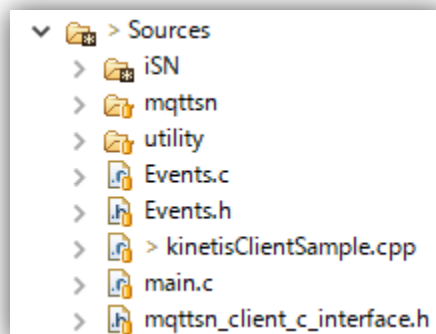 > Sources
iSN
mqttsn
utility
Events.c
Events.h
> kinetisClientSample.cpp
main.c
mqttsn_client_c_interface.h